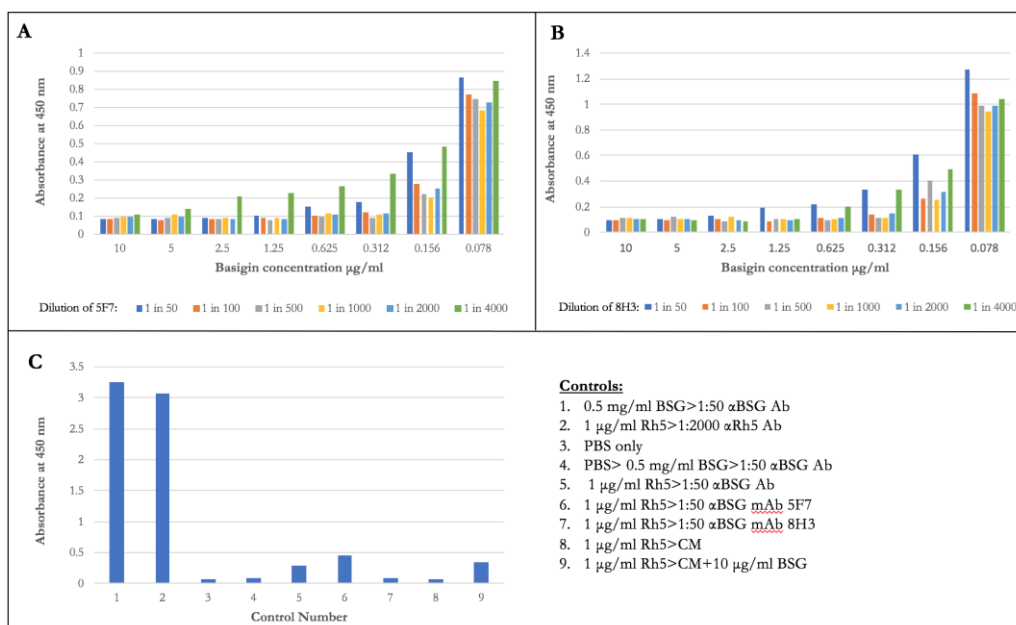 A
Absorbance at 450 nm
1
0.9
0.8
0.7
0.6
0.5
0.4
0.3
0.2
0.1
0
10 5 2.5 1.25 0.625 0.312 0.156 0.078
Basigin concentration µg/ml
Dilution of 5F7: 1 in 50 1 in 100 1 in 500 1 in 1000 1 in 2000 1 in 4000
B
Absorbance at 450 nm
1.4
1.2
1
0.8
0.6
0.4
0.2
0
10 5 2.5 1.25 0.625 0.312 0.156 0.078
Basigin concentration µg/ml
Dilution of 8H3: 1 in 50 1 in 100 1 in 500 1 in 1000 1 in 2000 1 in 4000
C
Absorbance at 450 nm
3.5
3
2.5
2
1.5
1
0.5
0
1 2 3 4 5 6 7 8 9
Control Number
Controls:
1. 0.5 mg/ml BSG>1:50 αBSG Ab
2. 1 µg/ml Rh5>1:2000 αRh5 Ab
3. PBS only
4. PBS> 0.5 mg/ml BSG>1:50 αBSG Ab
5. 1 µg/ml Rh5>1:50 αBSG Ab
6. 1 µg/ml Rh5>1:50 αBSG mAb 5F7
7. 1 µg/ml Rh5>1:50 αBSG mAb 8H3
8. 1 µg/ml Rh5>CM
9. 1 µg/ml Rh5>CM+10 µg/ml BSG